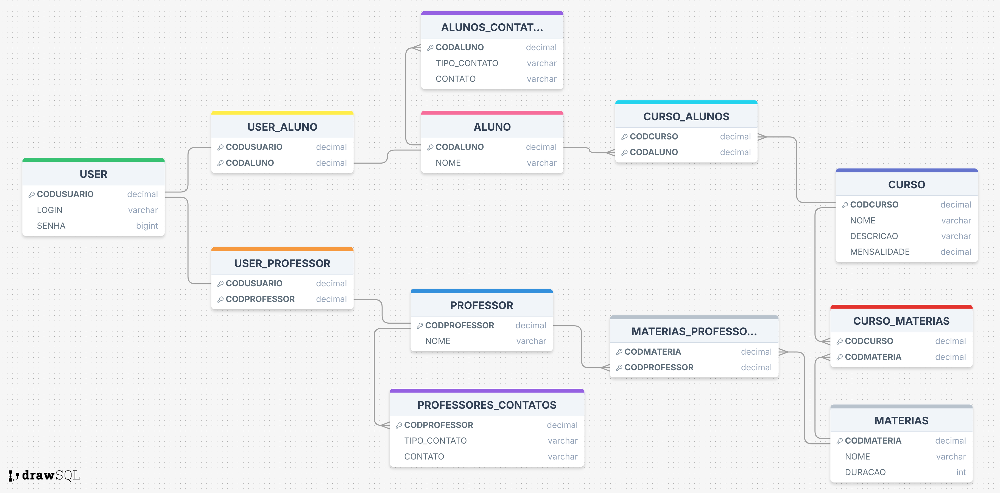 ALUNOS_CONTAT...
CODALUNO decimal
TIPO_CONTATO varchar
CONTATO varchar
USER_ALUNO
CODUSUARIO decimal
CODALUNO decimal
ALUNO
CODALUNO decimal
NOME varchar
CURSO_ALUNOS
CODCURSO decimal
CODALUNO decimal
USER
CODUSUARIO decimal
LOGIN varchar
SENHA bigint
CURSO
CODCURSO decimal
NOME varchar
DESCRICAO varchar
MENSALIDADE decimal
USER_PROFESSOR
CODUSUARIO decimal
CODPROFESSOR decimal
PROFESSOR
CODPROFESSOR decimal
NOME varchar
MATERIAS_PROFESSO...
CODMATERIA decimal
CODPROFESSOR decimal
CURSO_MATERIAS
CODCURSO decimal
CODMATERIA decimal
PROFESSORES_CONTATOS
CODPROFESSOR decimal
TIPO_CONTATO varchar
CONTATO varchar
MATERIAS
CODMATERIA decimal
NOME varchar
DURACAO int
drawSQL